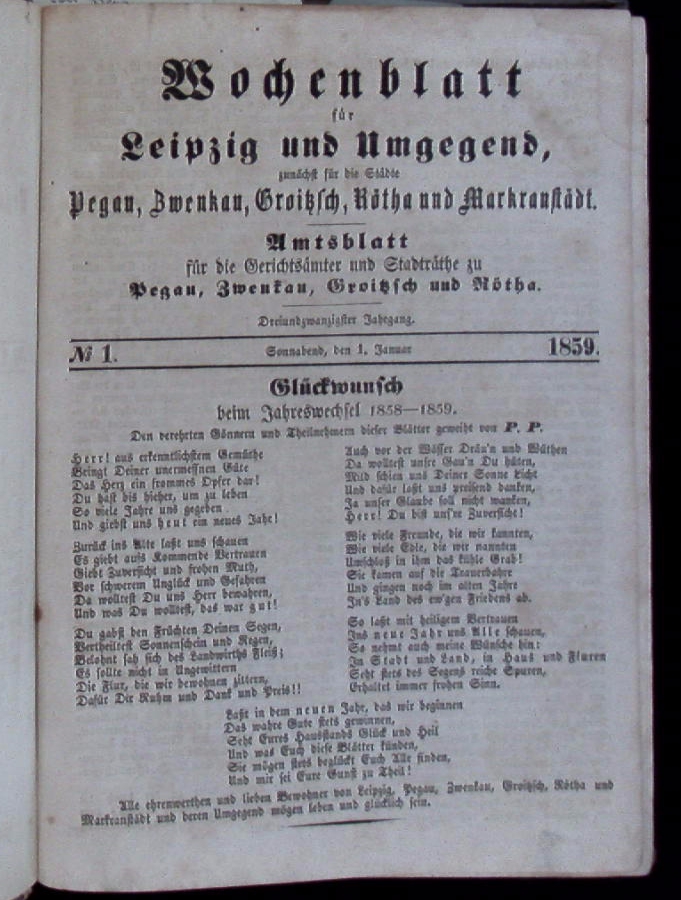 Wochenblatt
für
Leipzig und Umgegend,
zunächst für die Städte
Pegau, Zwenkau, Groitzsch, Rötha und Markranstädt.
Amtsblatt
für die Gerichtsämter und Stadträthe zu
Pegau, Zwenkau, Groitzsch und Rötha.
Dreiundzwanzigster Jahrgang.
№ 1.
Sonnabend, den 1. Januar
1859.
Glückwunsch
beim Jahreswechsel 1858—1859.
Den verehrten Gönnern und Theilnehmern dieser Blätter geweiht von P. P.
Herr! aus erkenntlichstem Gemüthe
Bringt Deiner unermeßnen Güte
Das Herz ein frommes Opfer dar!
Du hast bis hieher, um zu leben
So viele Jahre uns gegeben
Und giebst uns heut ein neues Jahr!
Zurück ins Alte laßt uns schauen
Es giebt aufs Kommende Vertrauen
Giebt Zuversicht und frohen Muth,
Vor schwerem Unglück und Gefahren
Da wolltest Du uns Herr bewahren,
Und was Du wolltest, das war gut!
Du gabst den Früchten Deinen Segen,
Vertheiltest Sonnenschein und Regen,
Belohnt sah sich des Landwirths Fleiß;
Es sollte nicht in Ungewittern
Die Flur, die wir bewohnen zittern,
Dafür Dir Ruhm und Dank und Preis!!
Auch vor der Wässer Dräu'n und Wüthen
Da wolltest unsre Gau'n Du hüten,
Mild schien uns Deiner Sonne Licht
Und dafür laßt uns preisend danken,
Ja unser Glaube soll nicht wanken,
Herr! Du bist uns're Zuversicht!
Wie viele Freunde, die wir kannten,
Wie viele Edle, die wir nannten
Umschloß in ihm das kühle Grab!
Sie kamen auf die Trauerbahre
Und gingen noch im alten Jahre
In's Land des ew'gen Friedens ab.
So laßt mit heiligem Vertrauen
Ins neue Jahr uns Alle schauen,
So nehmt auch meine Wünsche hin:
In Stadt und Land, in Haus und Fluren
Seht stets des Segens reiche Spuren,
Erhaltet immer frohen Sinn.
Laßt in dem neuen Jahr, das wir beginnen
Das wahre Gute stets gewinnen,
Seht Eures Hausstands Glück und Heil
Und was Euch diese Blätter künden,
Sie mögen stets beglückt Euch Alle finden,
Und mir sei Eure Gunst zu Theil!
Alle ehrenwerthen und lieben Bewohner von Leipzig, Pegau, Zwenkau, Groitzsch, Rötha und
Markranstädt und deren Umgegend mögen leben und glücklich sein.